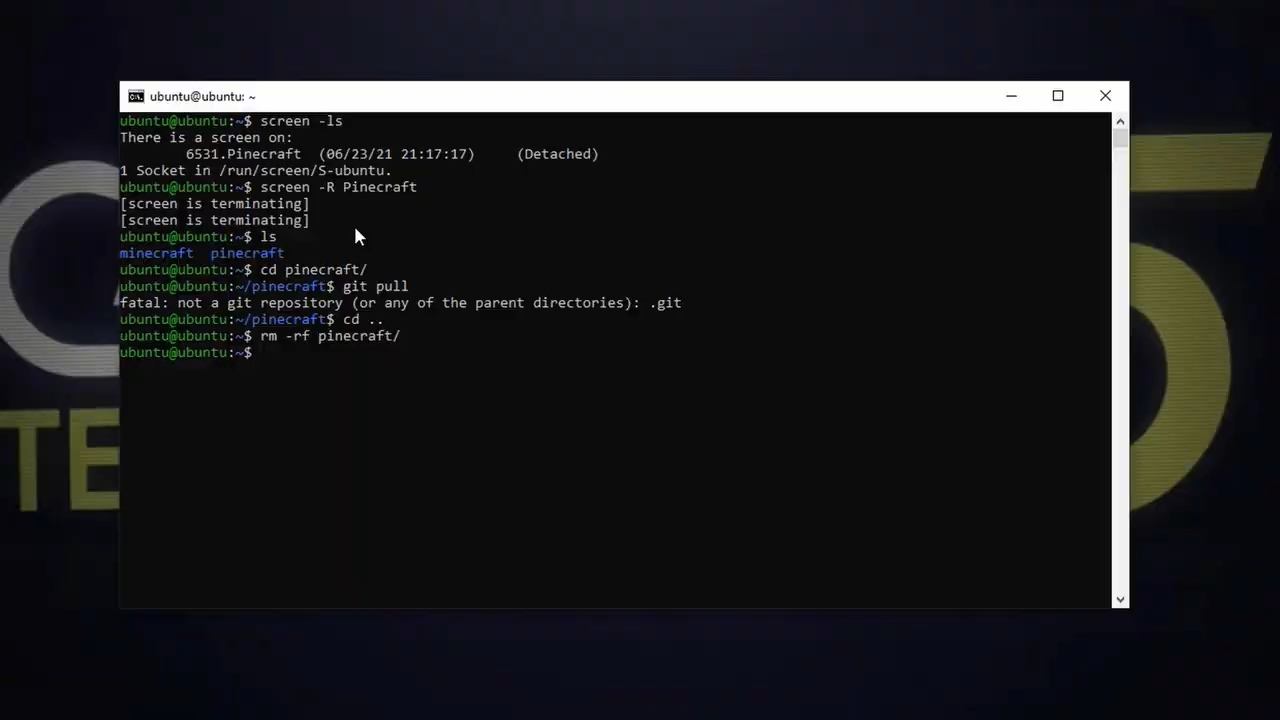 ubuntu@ubuntu: ~
ubuntu@ubuntu:~$ screen -ls
There is a screen on:
6531.Pinecraft (06/23/21 21:17:17) (Detached)
1 Socket in /run/screen/S-ubuntu.
ubuntu@ubuntu:~$ screen -R Pinecraft
[screen is terminating]
[screen is terminating]
ubuntu@ubuntu:~$ ls
minecraft pinecraft
ubuntu@ubuntu:~$ cd pinecraft/
ubuntu@ubuntu:~/pinecraft$ git pull
fatal: not a git repository (or any of the parent directories): .git
ubuntu@ubuntu:~/pinecraft$ cd ..
ubuntu@ubuntu:~$ rm -rf pinecraft/
ubuntu@ubuntu:~$